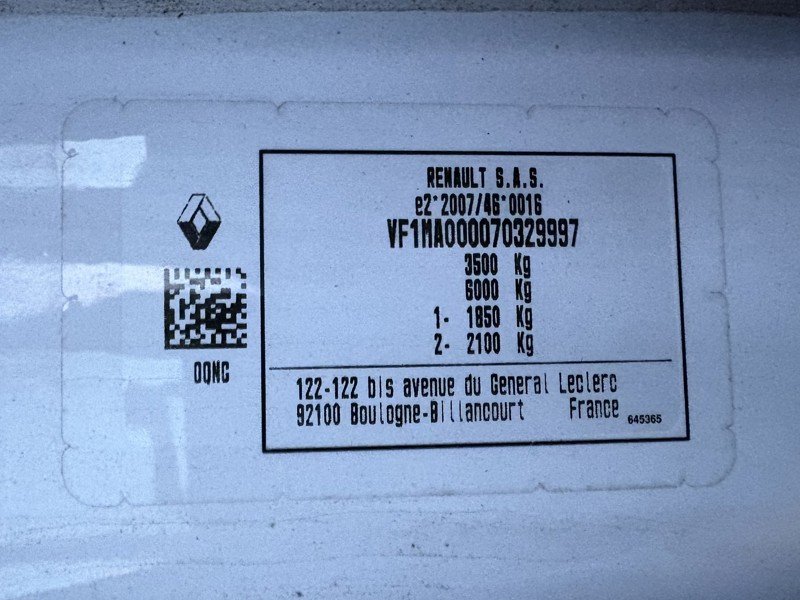 RENAULT S.A.S.
e2*2007/46*0016
VF1MA000070329997
3500 Kg
6000 Kg
1- 1850 Kg
2- 2100 Kg
OQNC
122-122 bis avenue du General Leclerc
92100 Boulogne-Billancourt France
645365